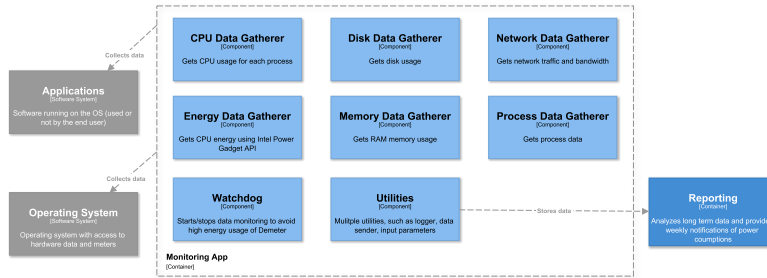 CPU Data Gatherer
[Component]
Gets CPU usage for each process
Disk Data Gatherer
[Component]
Gets disk usage
Network Data Gatherer
[Component]
Gets network traffic and bandwidth
Collects data
Applications
[Software System]
Software running on the OS (used or
not by the end user)
Energy Data Gatherer
[Component]
Gets CPU energy using Intel Power
Gadget API
Memory Data Gatherer
[Component]
Gets RAM memory usage
Process Data Gatherer
[Component]
Gets process data
Collects data
Operating System
[Software System]
Operating system with access to
hardware data and meters
Watchdog
[Component]
Starts/stops data monitoring to avoid
high energy usage of Demeter
Utilities
[Component]
Mulitple utilities, such as logger, data
sender, input parameters
Stores data
Reporting
[Container]
Analyzes long term data and provide
weekly notifications of power
coumptions
Monitoring App
[Container]